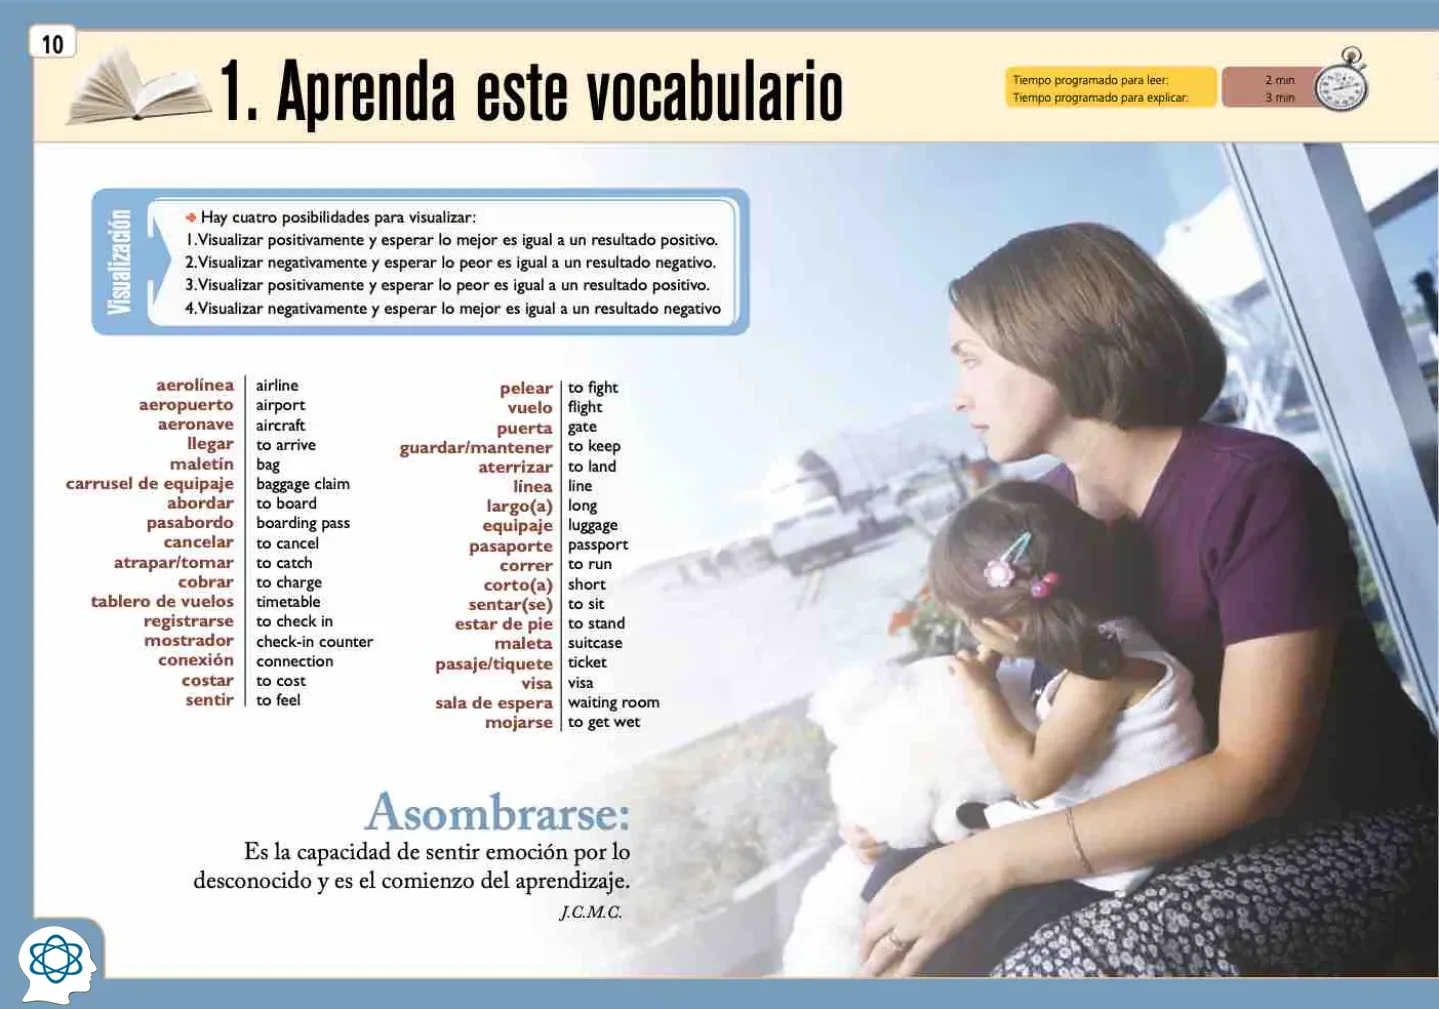 10
1. Aprenda este vocabulario
Tiempo programado para leer: 2 min
Tiempo programado para explicar: 3 min
Visualización
Hay cuatro posibilidades para visualizar:
1.Visualizar positivamente y esperar lo mejor es igual a un resultado positivo.
2.Visualizar negativamente y esperar lo peor es igual a un resultado negativo.
3.Visualizar positivamente y esperar lo peor es igual a un resultado positivo.
4.Visualizar negativamente y esperar lo mejor es igual a un resultado negativo
aerolínea airline
aeropuerto airport
aeronave aircraft
llegar to arrive
maletín bag
carrusel de equipaje baggage claim
abordar to board
pasabordo boarding pass
cancelar to cancel
atrapar/tomar to catch
cobrar to charge
tablero de vuelos timetable
registrarse to check in
mostrador check-in counter
conexión connection
costar to cost
sentir to feel
pelear to fight
vuelo flight
puerta gate
guardar/mantener to keep
aterrizar to land
línea line
largo(a) long
equipaje luggage
pasaporte passport
correr to run
corto(a) short
sentar(se) to sit
estar de pie to stand
maleta suitcase
pasaje/tiquete ticket
visa visa
sala de espera waiting room
mojarse to get wet
Asombrarse:
Es la capacidad de sentir emoción por lo
desconocido y es el comienzo del aprendizaje.
J.C.M.C.